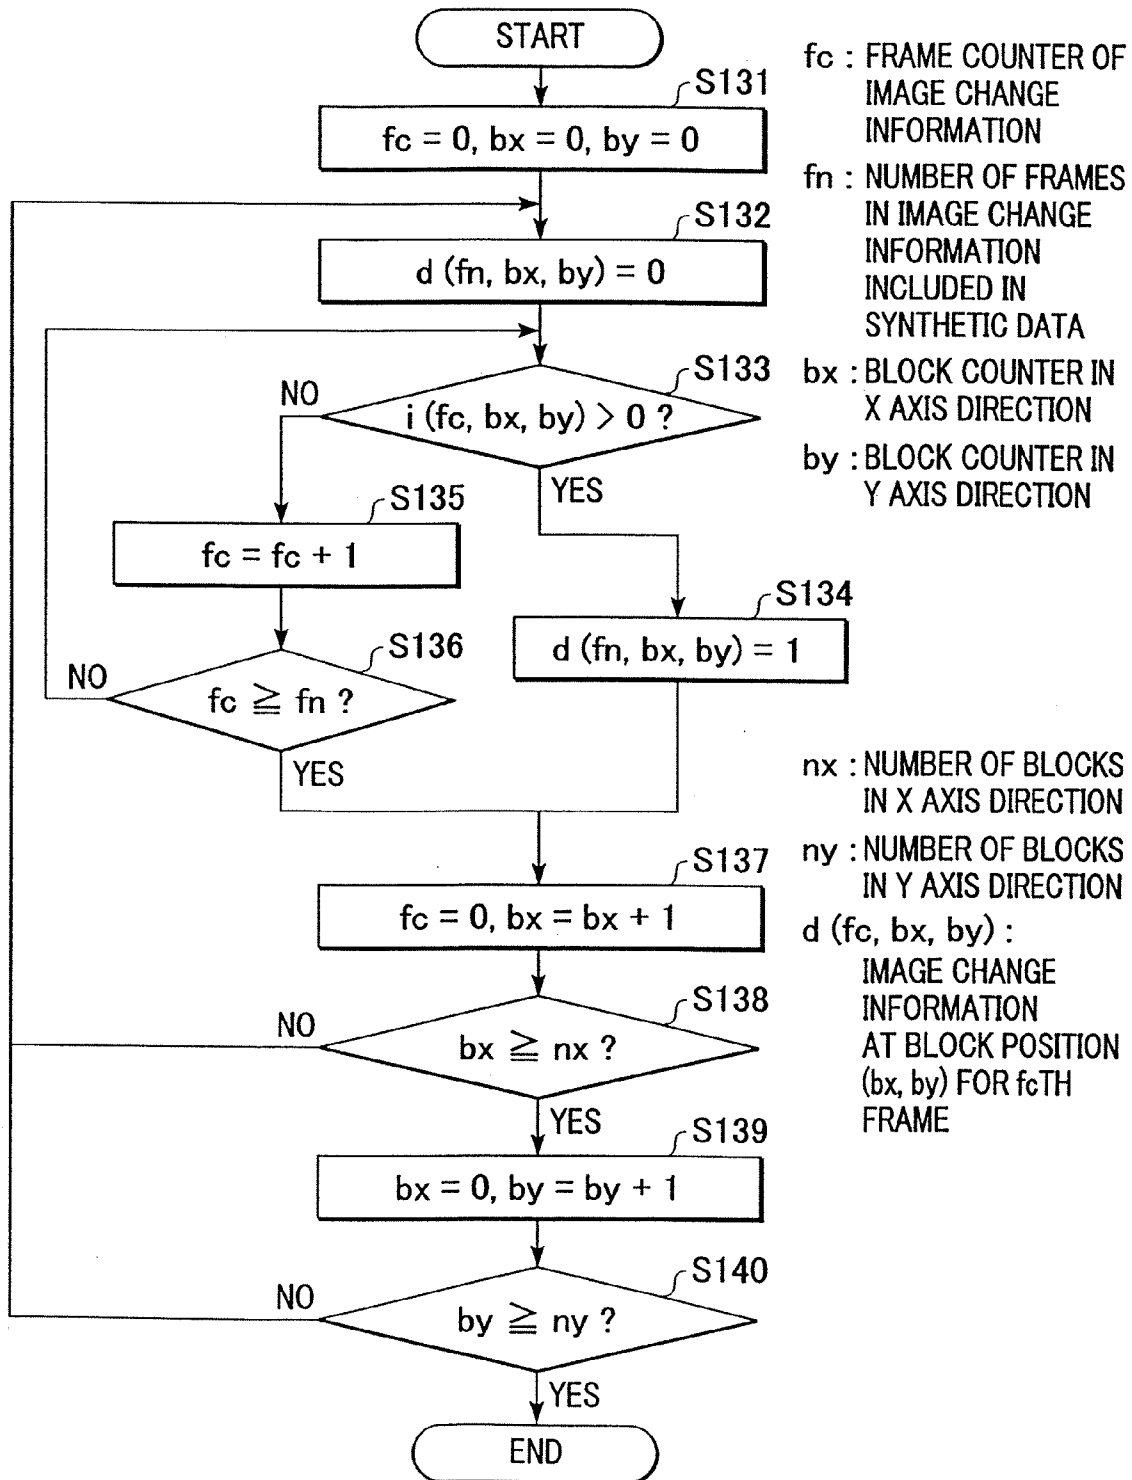 START
S131
fc = 0, bx = 0, by = 0
S132
d (fn, bx, by) = 0
S133
NO
i (fc, bx, by) > 0 ?
YES
S135
fc = fc + 1
S134
d (fn, bx, by) = 1
S136
NO
fc ≧ fn ?
YES
S137
fc = 0, bx = bx + 1
S138
NO
bx ≧ nx ?
YES
S139
bx = 0, by = by + 1
S140
NO
by ≧ ny ?
YES
END
fc : FRAME COUNTER OF
IMAGE CHANGE
INFORMATION
fn : NUMBER OF FRAMES
IN IMAGE CHANGE
INFORMATION
INCLUDED IN
SYNTHETIC DATA
bx : BLOCK COUNTER IN
X AXIS DIRECTION
by : BLOCK COUNTER IN
Y AXIS DIRECTION
nx : NUMBER OF BLOCKS
IN X AXIS DIRECTION
ny : NUMBER OF BLOCKS
IN Y AXIS DIRECTION
d (fc, bx, by) :
IMAGE CHANGE
INFORMATION
AT BLOCK POSITION
(bx, by) FOR fcTH
FRAME